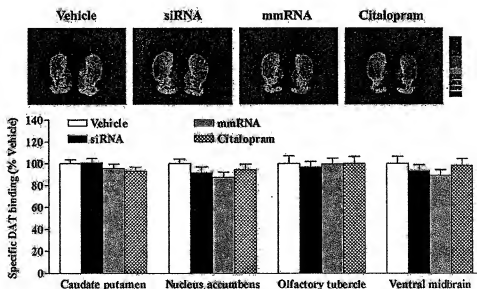 Vehicle siRNA mmRNA Citalopram
Specific DAT binding (% Vehicle)
140
120
100
80
60
40
20
0
Vehicle mmRNA
siRNA Citalopram
Caudate putamen Nucleus accumbens Olfactory tubercle Ventral midbrain